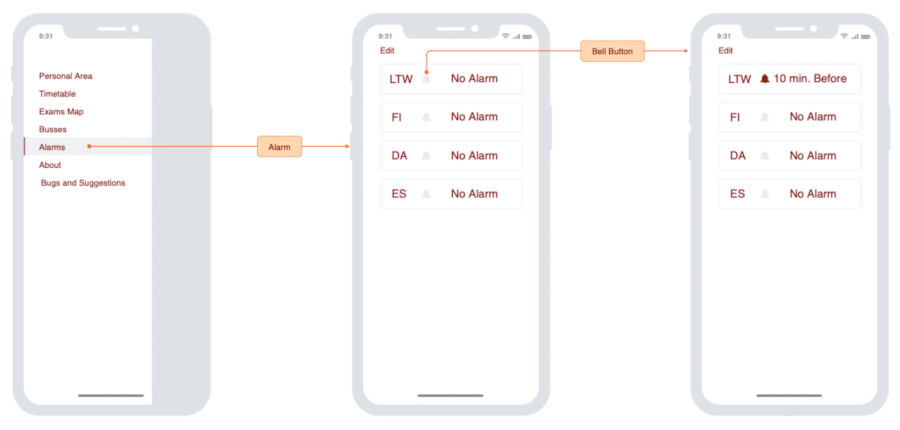 9:31
Personal Area
Timetable
Exams Map
Busses
Alarms
About
Bugs and Suggestions
Alarm
9:31
Edit
LTW No Alarm
FI No Alarm
DA No Alarm
ES No Alarm
Bell Button
9:31
Edit
LTW 10 min. Before
FI No Alarm
DA No Alarm
ES No Alarm